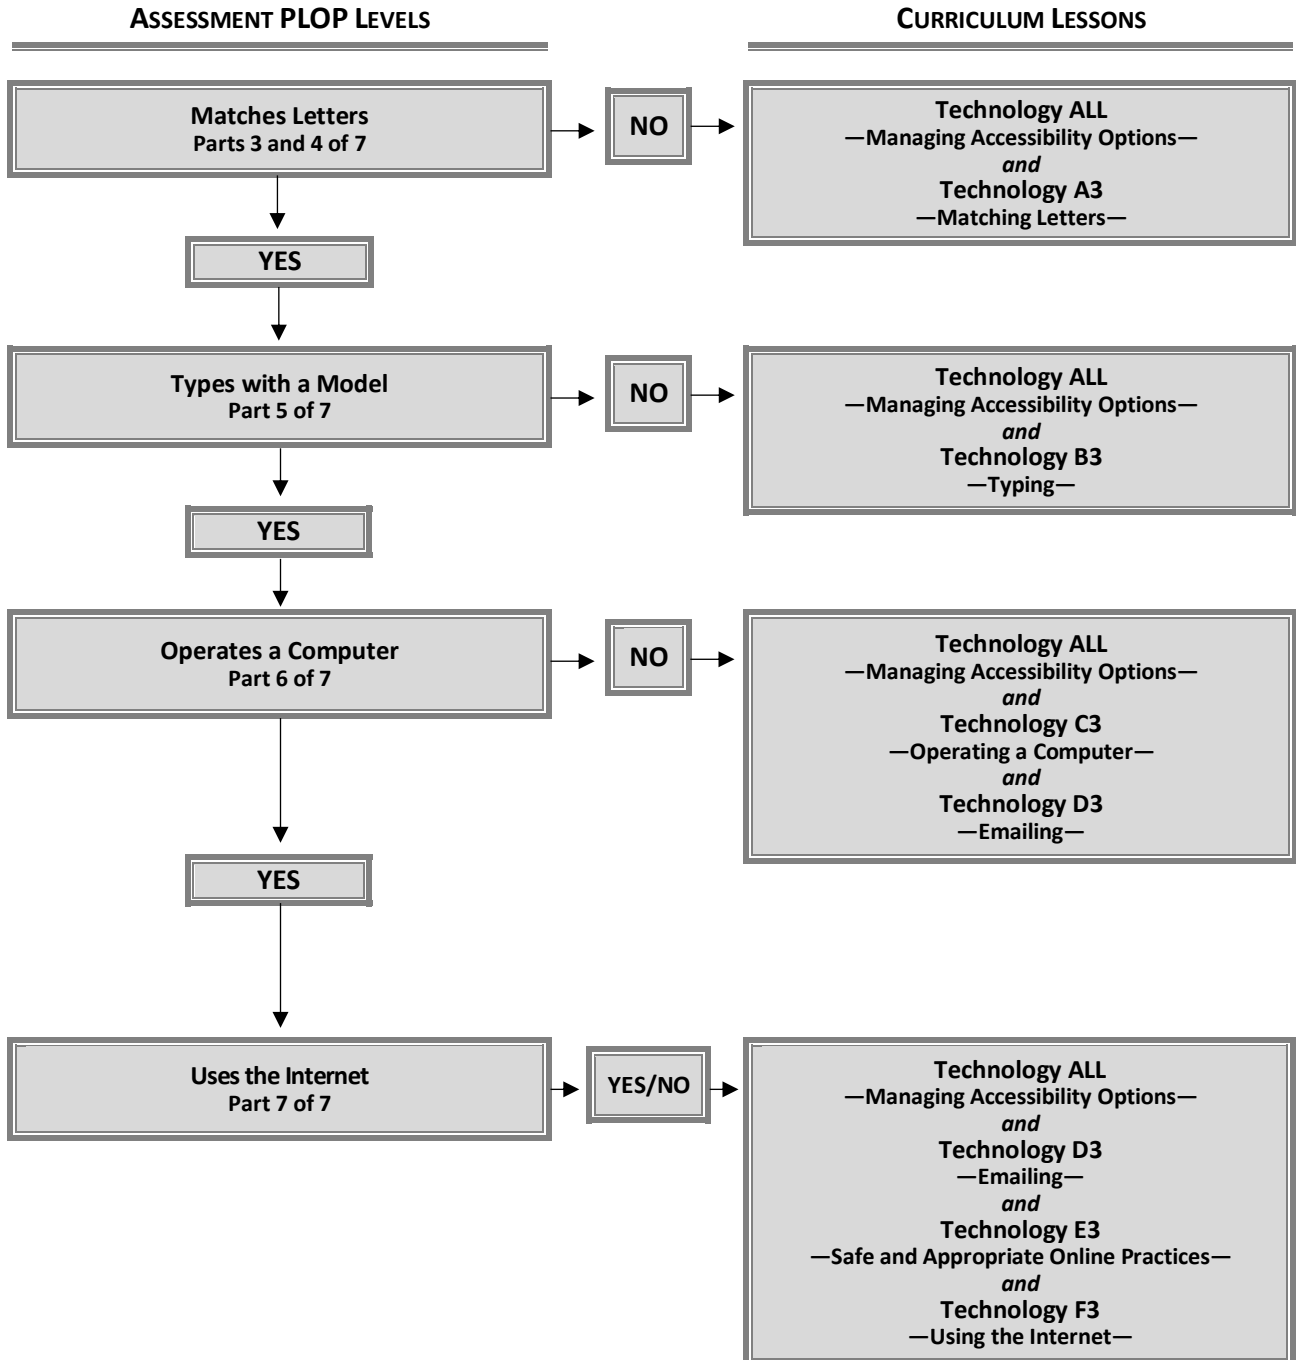 ASSESSMENT PLOP LEVELS
CURRICULUM LESSONS
Matches Letters
Parts 3 and 4 of 7
NO
Technology ALL
—Managing Accessibility Options—
and
Technology A3
—Matching Letters—
YES
Types with a Model
Part 5 of 7
NO
Technology ALL
—Managing Accessibility Options—
and
Technology B3
—Typing—
YES
Operates a Computer
Part 6 of 7
NO
Technology ALL
—Managing Accessibility Options—
and
Technology C3
—Operating a Computer—
and
Technology D3
—Emailing—
YES
Uses the Internet
Part 7 of 7
YES/NO
Technology ALL
—Managing Accessibility Options—
and
Technology D3
—Emailing—
and
Technology E3
—Safe and Appropriate Online Practices—
and
Technology F3
—Using the Internet—